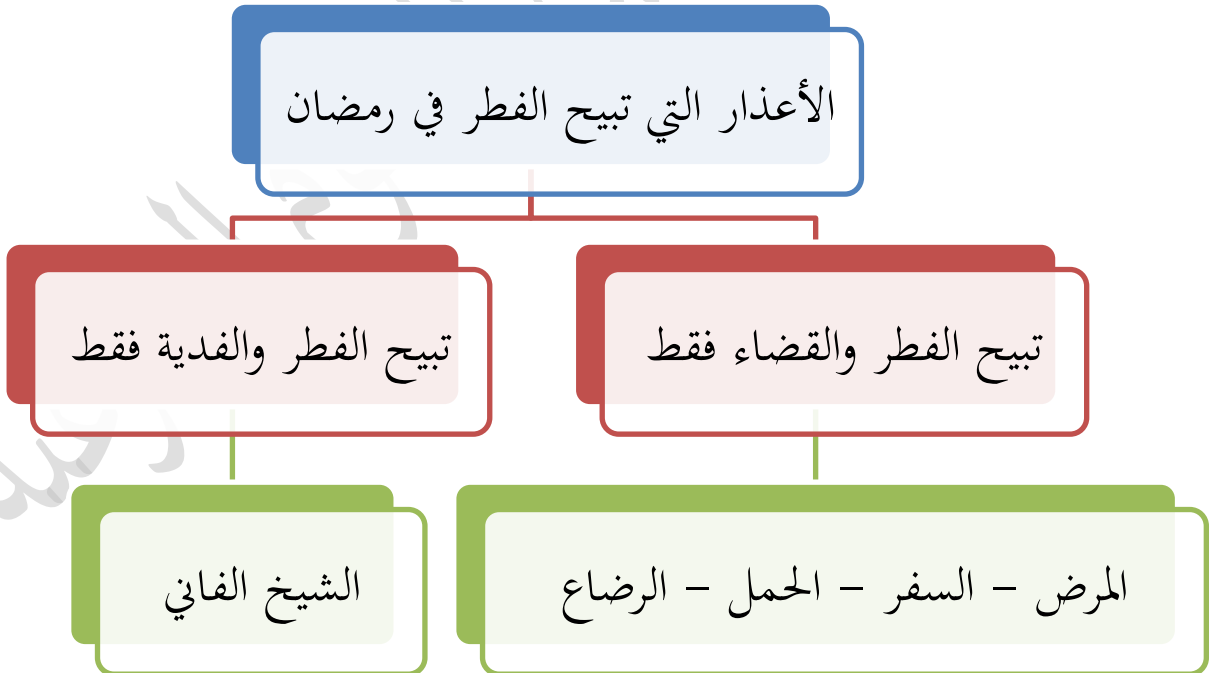 الأعذار التي تبيح الفطر في رمضان
تبيح الفطر والقضاء فقط
تبيح الفطر والفدية فقط
المرض – السفر – الحمل – الرضاع
الشيخ الفاني